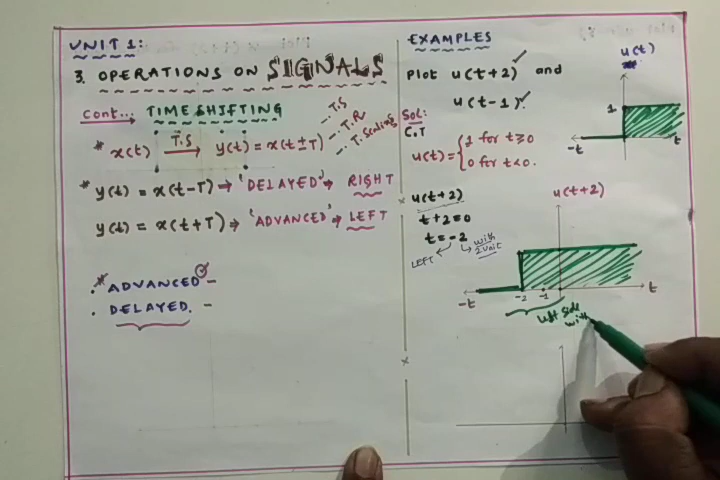 UNIT 1:
3. OPERATIONS ON SIGNALS
Cont... TIME SHIFTING
- T.S
- T.R
- T. Scaling
* x(t) T.S → y(t) = x(t±T)
* y(t) = x(t-T) → 'DELAYED' → RIGHT
y(t) = x(t+T) → 'ADVANCED' → LEFT
* ADVANCED -
. DELAYED. -
EXAMPLES
Plot u(t+2) ✓ and
u(t-1) ✓
Sol:
C.T
u(t) = { 1 for t≥0
0 for t<0.
u(t)
1
-t t
u(t+2)
t+2=0
t=-2
LEFT with
2 unit
u(t+2)
-t -2 -1 t
left side
with